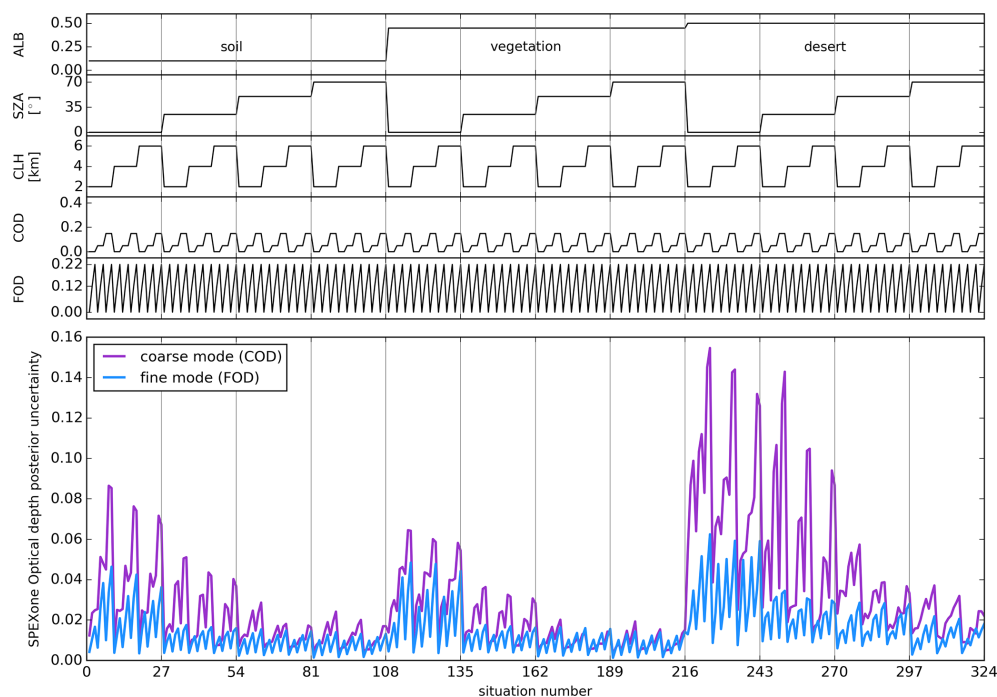 ALB
0.50
0.25
0.00
soil
vegetation
desert
SZA
[°]
70
35
0
CLH
[km]
6
4
2
COD
0.4
0.2
0.0
FOD
0.22
0.12
0.00
SPEXone Optical depth posterior uncertainty
0.16
0.14
0.12
0.10
0.08
0.06
0.04
0.02
0.00
coarse mode (COD)
fine mode (FOD)
0 27 54 81 108 135 162 189 216 243 270 297 324
situation number